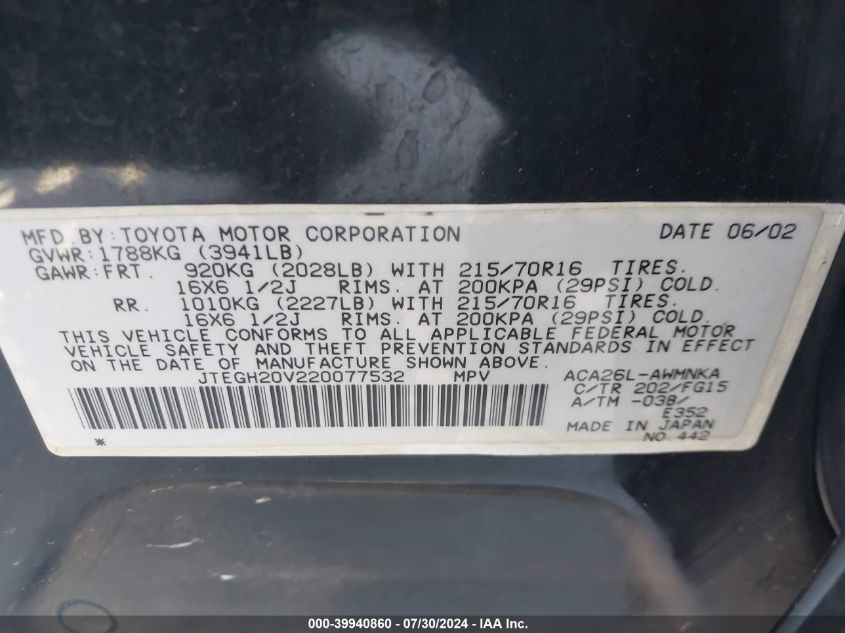 MFD.BY:TOYOTA MOTOR CORPORATION DATE 06/02
GVWR:1788KG (3941LB)
GAWR:FRT. 920KG (2028LB) WITH 215/70R16 TIRES.
16X6 1/2J RIMS. AT 200KPA (29PSI) COLD.
RR. 1010KG (2227LB) WITH 215/70R16 TIRES.
16X6 1/2J RIMS. AT 200KPA (29PSI) COLD.
THIS VEHICLE CONFORMS TO ALL APPLICABLE FEDERAL MOTOR
VEHICLE SAFETY AND THEFT PREVENTION STANDARDS IN EFFECT
ON THE DATE OF MANUFACTURE SHOWN ABOVE.
JTEGH20V220077532 MPV ACA26L-AWMNKA
C/TR 202/FG15
A/TM -03B/
E352
MADE IN JAPAN
* NO.442
000-39940860 - 07/30/2024 - IAA Inc.